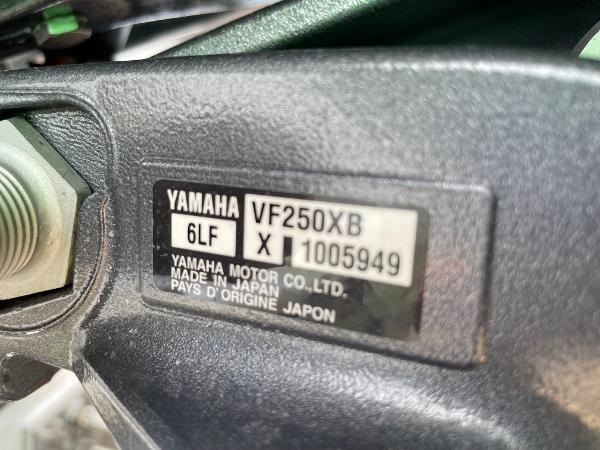 YAMAHA VF250XB
6LF X 1005949
YAMAHA MOTOR CO.,LTD.
MADE IN JAPAN
PAYS D'ORIGINE JAPON